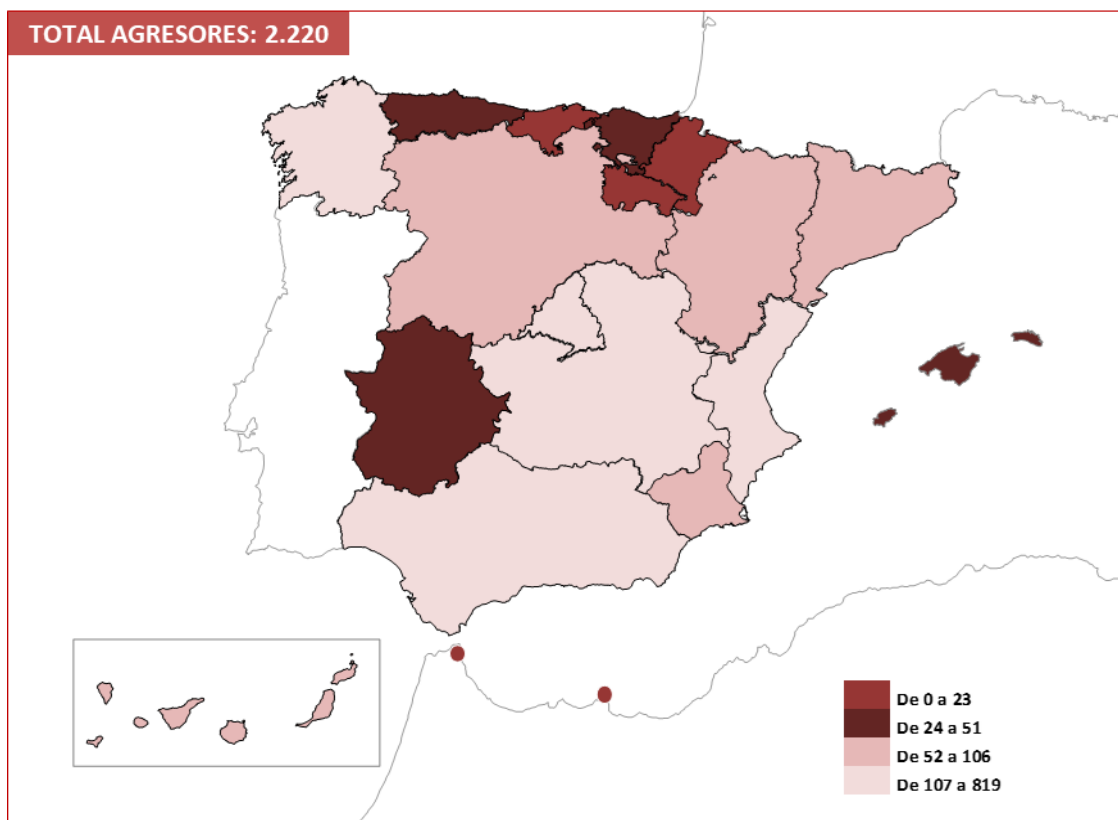 TOTAL AGRESORES: 2.220
De 0 a 23
De 24 a 51
De 52 a 106
De 107 a 819